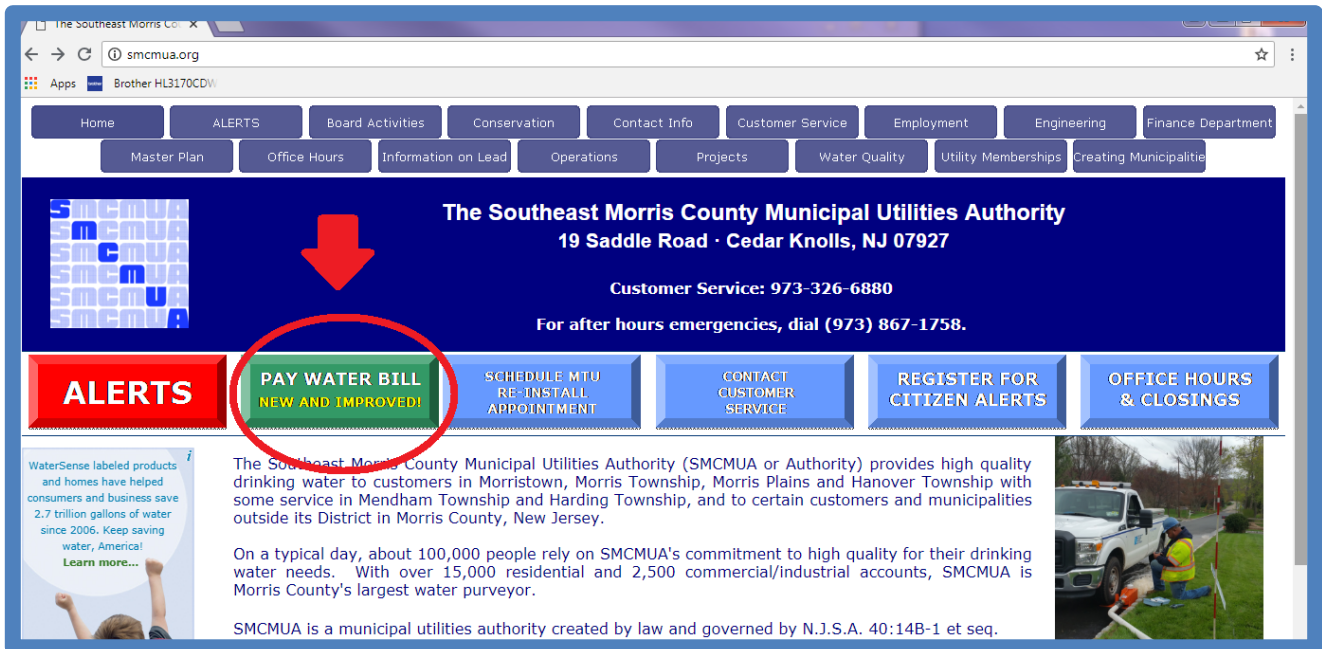 The Southeast Morris Co
smcmua.org
Apps Brother HL3170CDW
Home ALERTS Board Activities Conservation Contact Info Customer Service Employment Engineering Finance Department
Master Plan Office Hours Information on Lead Operations Projects Water Quality Utility Memberships Creating Municipalitie
SMCMUA
SMCMUA
SMCMUA
SMCMUA
SMCMUA
SMCMUA
The Southeast Morris County Municipal Utilities Authority
19 Saddle Road · Cedar Knolls, NJ 07927
Customer Service: 973-326-6880
For after hours emergencies, dial (973) 867-1758.
ALERTS
PAY WATER BILL
NEW AND IMPROVED!
SCHEDULE MTU
RE-INSTALL
APPOINTMENT
CONTACT
CUSTOMER
SERVICE
REGISTER FOR
CITIZEN ALERTS
OFFICE HOURS
& CLOSINGS
i
WaterSense labeled products
and homes have helped
consumers and business save
2.7 trillion gallons of water
since 2006. Keep saving
water, America!
Learn more...
The Southeast Morris County Municipal Utilities Authority (SMCMUA or Authority) provides high quality
drinking water to customers in Morristown, Morris Township, Morris Plains and Hanover Township with
some service in Mendham Township and Harding Township, and to certain customers and municipalities
outside its District in Morris County, New Jersey.
On a typical day, about 100,000 people rely on SMCMUA's commitment to high quality for their drinking
water needs. With over 15,000 residential and 2,500 commercial/industrial accounts, SMCMUA is
Morris County's largest water purveyor.
SMCMUA is a municipal utilities authority created by law and governed by N.J.S.A. 40:14B-1 et seq.